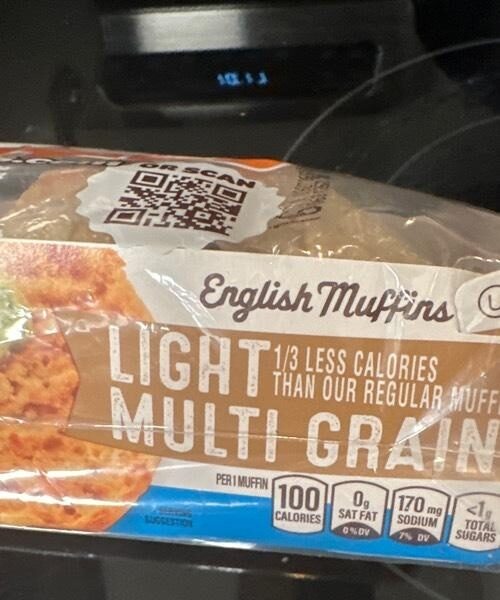 OR SCAN
English Muffins
LIGHT 1/3 LESS CALORIES
THAN OUR REGULAR MUFF
MULTI GRAIN
PER 1 MUFFIN
100
CALORIES
0g
SAT FAT
0% DV
170 mg
SODIUM
7% DV
<1g
TOTAL
SUGARS
SERVING
SUGGESTION